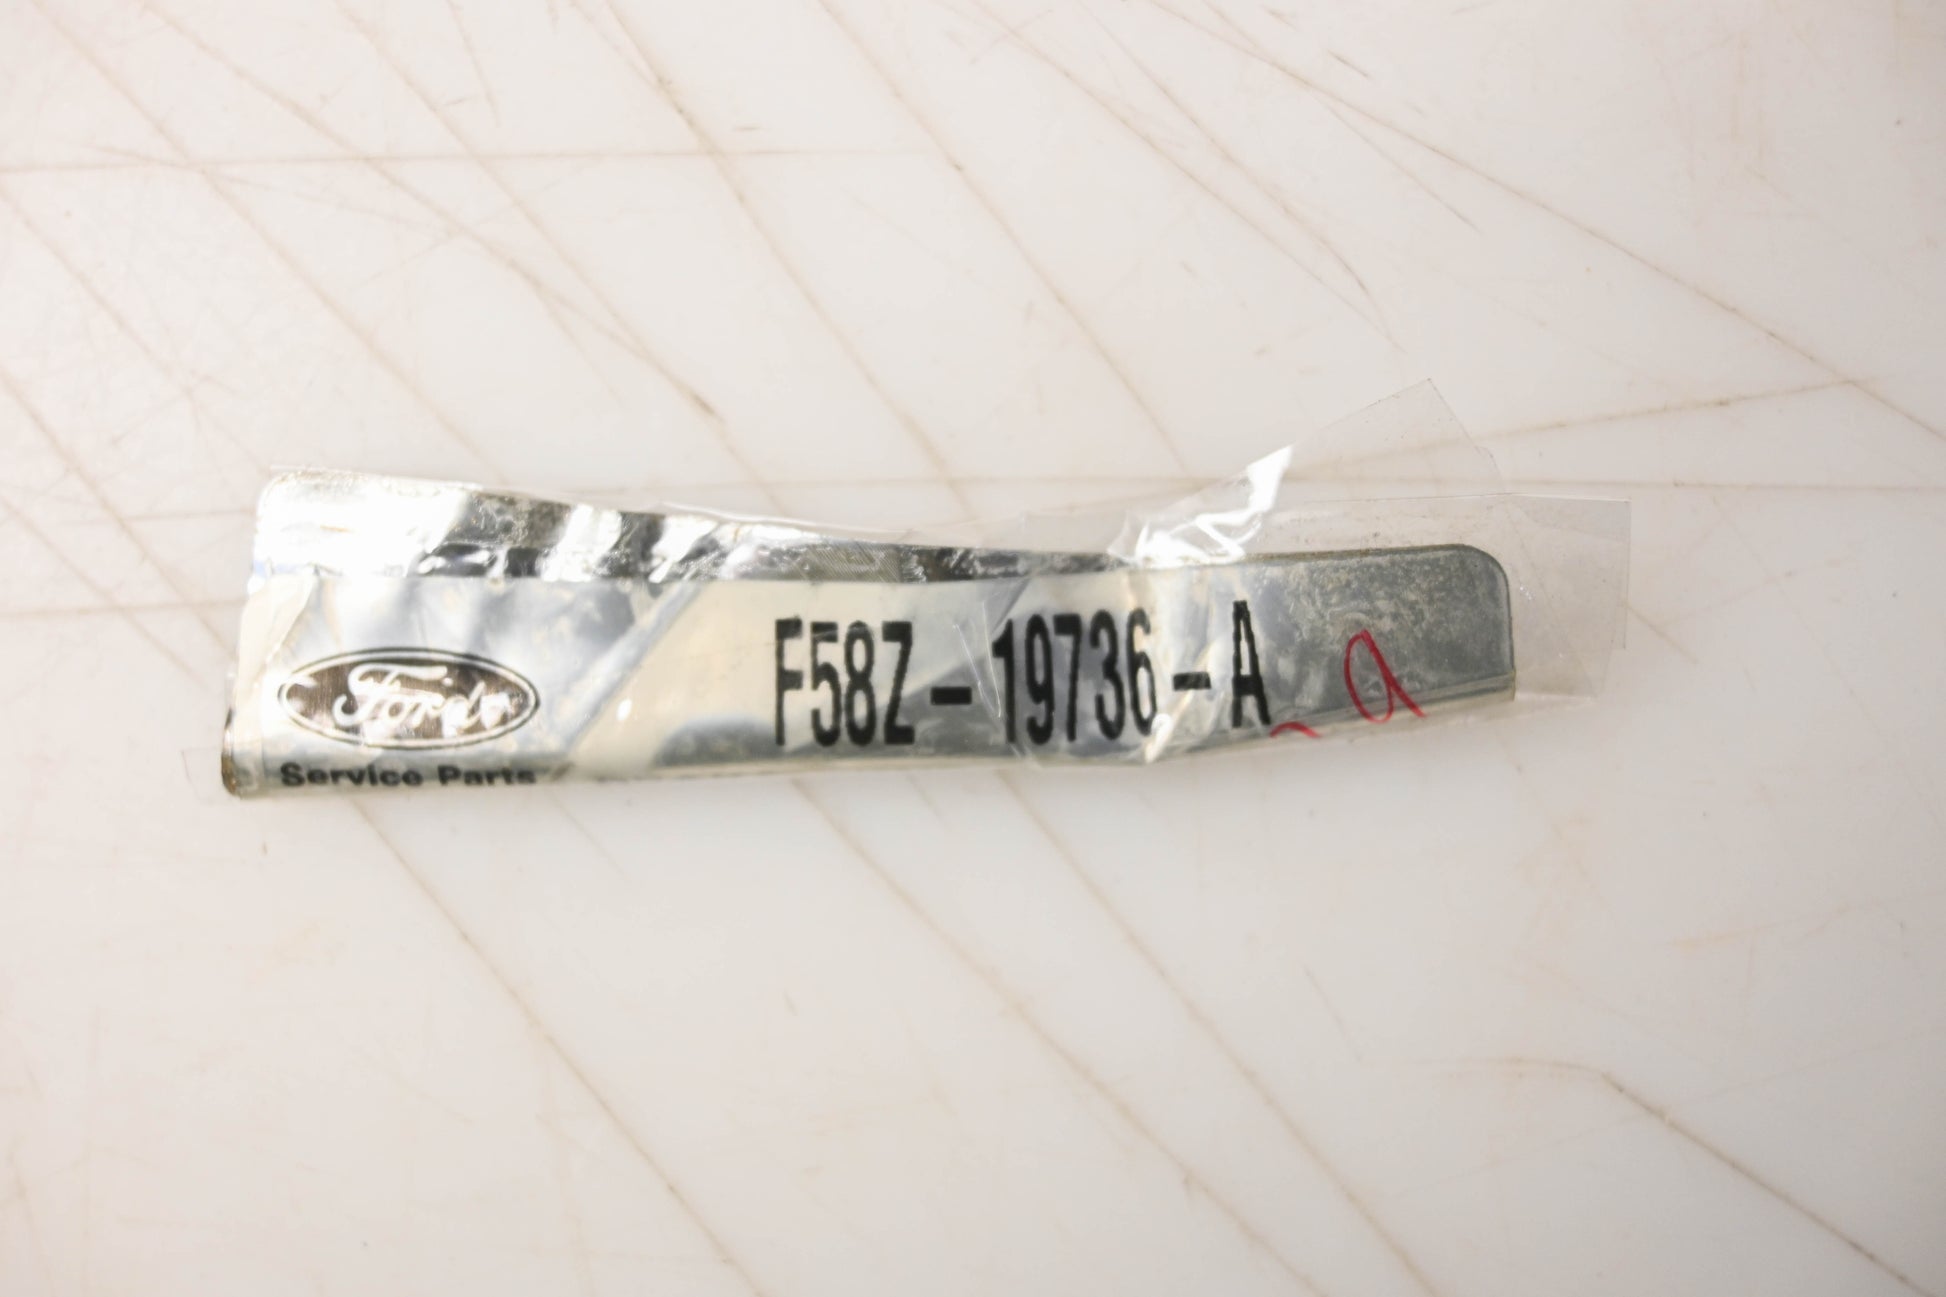 Ford
Service Parts
F58Z-19736-A